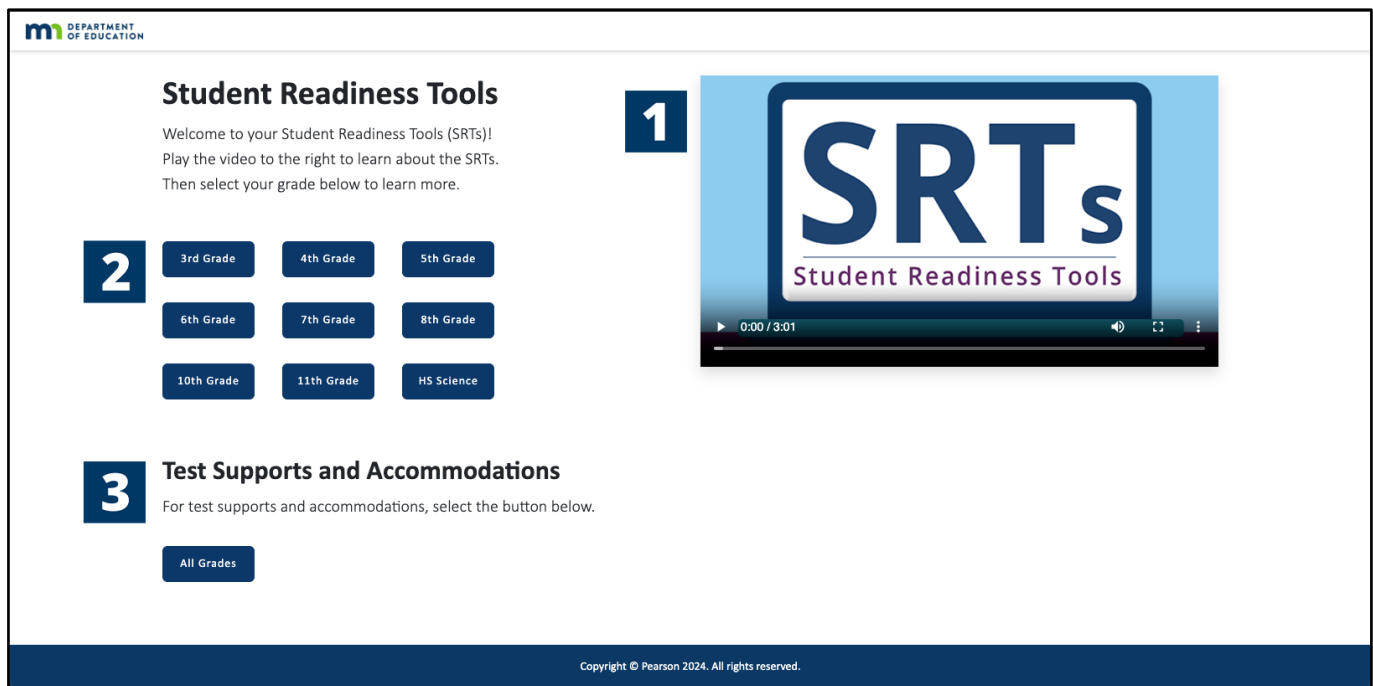 DEPARTMENT
OF EDUCATION
Student Readiness Tools
Welcome to your Student Readiness Tools (SRTs)!
Play the video to the right to learn about the SRTs.
Then select your grade below to learn more.
1
SRTs
Student Readiness Tools
0:00 / 3:01
2
3rd Grade
4th Grade
5th Grade
6th Grade
7th Grade
8th Grade
10th Grade
11th Grade
HS Science
3
Test Supports and Accommodations
For test supports and accommodations, select the button below.
All Grades
Copyright © Pearson 2024. All rights reserved.